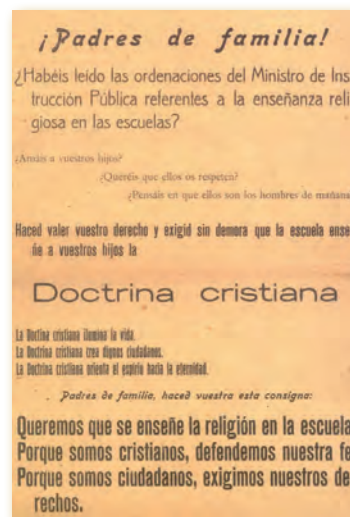 ¡Padres de familia!
¿Habéis leído las ordenaciones del Ministro de Ins
trucción Pública referentes a la enseñanza reli
giosa en las escuelas?
¿Amáis a vuestros hijos?
¿Queréis que ellos os respeten?
¿Pensáis en que ellos son los hombres de mañana
Haced valer vuestro derecho y exigid sin demora que la escuela ense
ñe a vuestros hijos la
Doctrina cristiana
La Doctina cristiana ilumina la vida.
La Doctrina cristiana crea dignos ciudadanos.
La Doctrina cristiana orienta el espíritu hacia la eternidad.
Padres de familia, haced vuestra esta consigna:
Queremos que se enseñe la religión en la escuela
Porque somos cristianos, defendemos nuestra fe
Porque somos ciudadanos, exigimos nuestros de
rechos.